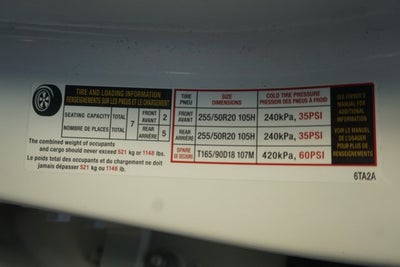 TIRE AND LOADING INFORMATION
RENSEIGNEMENTS SUR LES PNEUS ET LE CHARGEMENT
SEATING CAPACITY TOTAL 7 FRONT AVANT 2
NOMBRE DE PLACES TOTAL REAR ARRIÈRE 5
The combined weight of occupants
and cargo should never exceed 521 kg or 1148 lbs.
Le poids total des occupants et du chargement ne doit
jamais dépasser 521 kg ou 1148 lb.
TIRE PNEU SIZE DIMENSIONS COLD TIRE PRESSURE PRESSION DES PNEUS À FROID
FRONT AVANT 255/50R20 105H 240kPa, 35PSI
REAR ARRIÈRE 255/50R20 105H 240kPa, 35PSI
SPARE DE SECOURS T165/90D18 107M 420kPa, 60PSI
SEE OWNER'S
MANUAL FOR
ADDITIONAL
INFORMATION
VOIR LE MANUEL
DE L'USAGER
POUR PLUS DE
RENSEIGNEMENTS
6TA2A